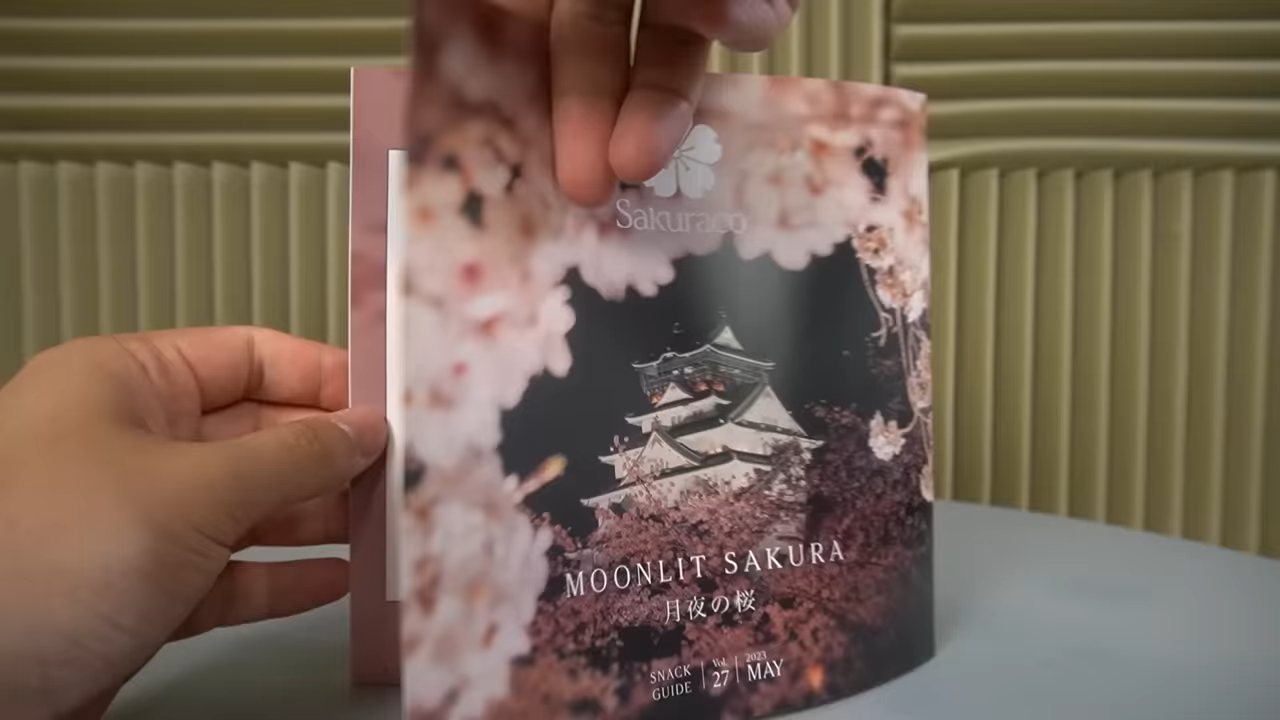 Sakuraco
MOONLIT SAKURA
月夜の桜
SNACK GUIDE | Vol. 27 | 2023 MAY